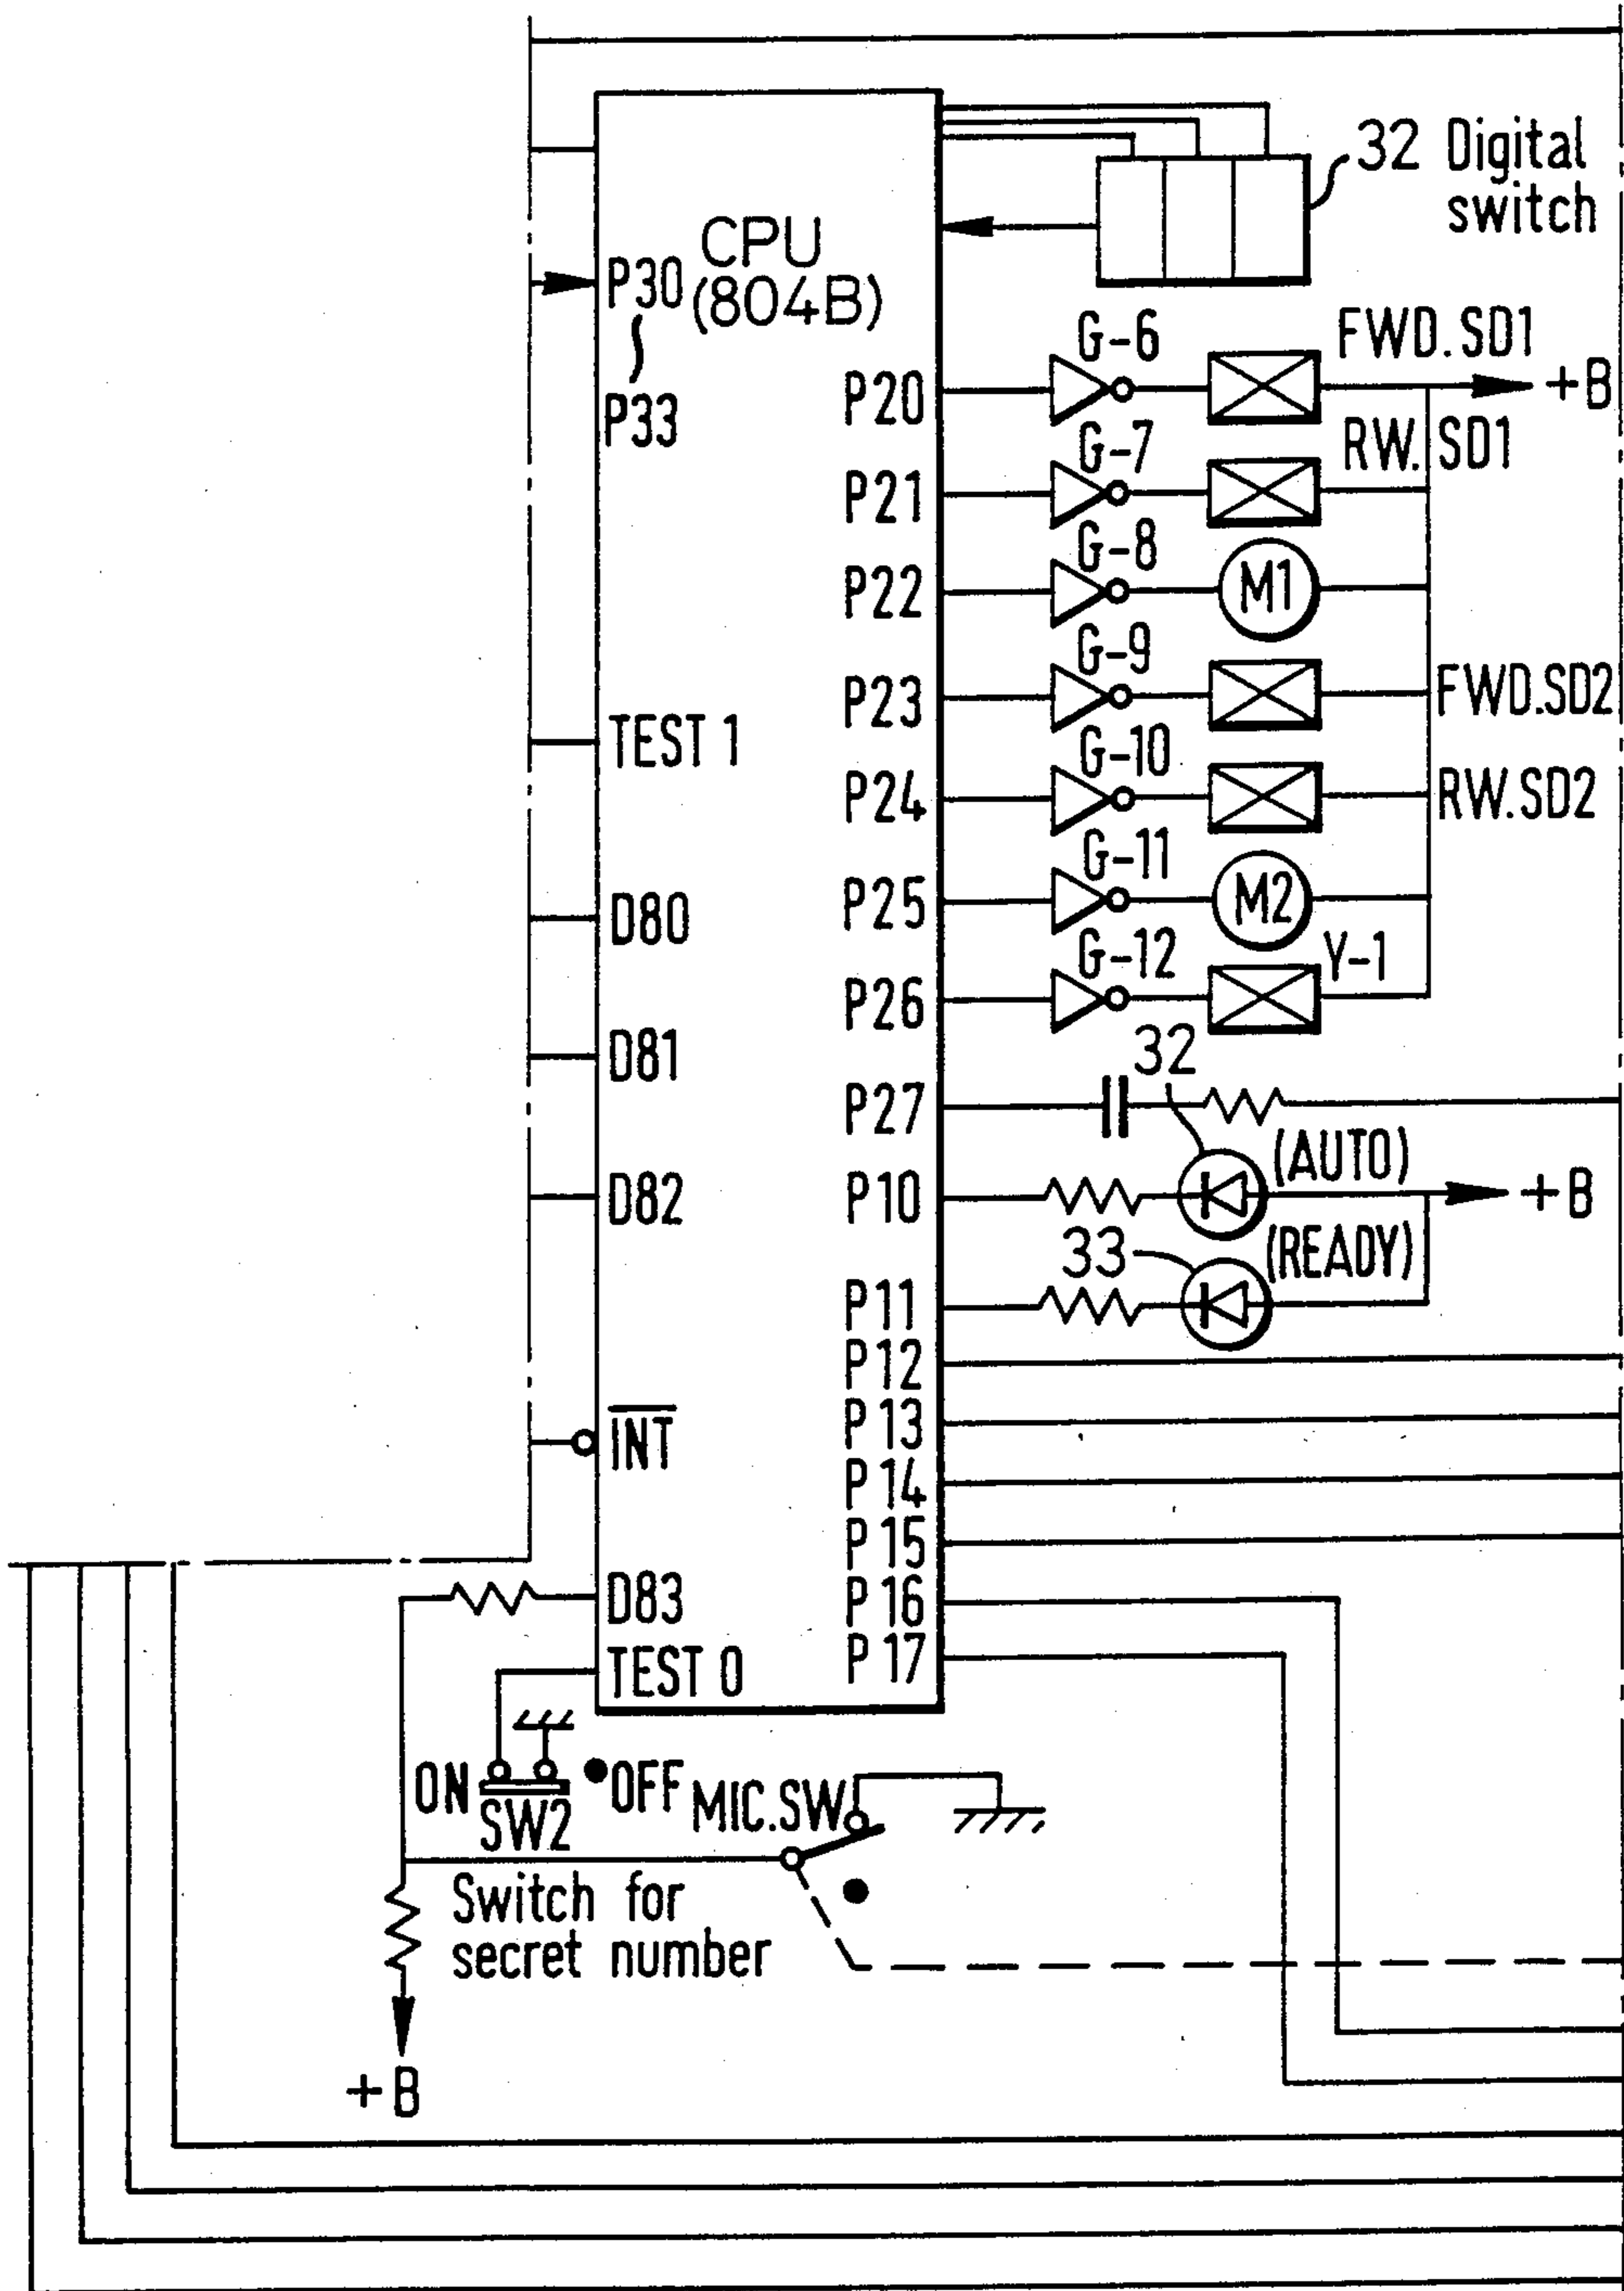 32 Digital
switch
CPU
(804B)
P30
P33
TEST 1
D80
D81
D82
INT
D83
TEST 0
P20
P21
P22
P23
P24
P25
P26
P27
P10
P11
P12
P13
P14
P15
P16
P17
G-6
FWD.SD1
+B
G-7
RW.SD1
G-8
M1
G-9
FWD.SD2
G-10
RW.SD2
G-11
M2
G-12
Y-1
32
(AUTO)
+B
33
(READY)
ON
OFF
SW2
MIC.SW
Switch for
secret number
+B